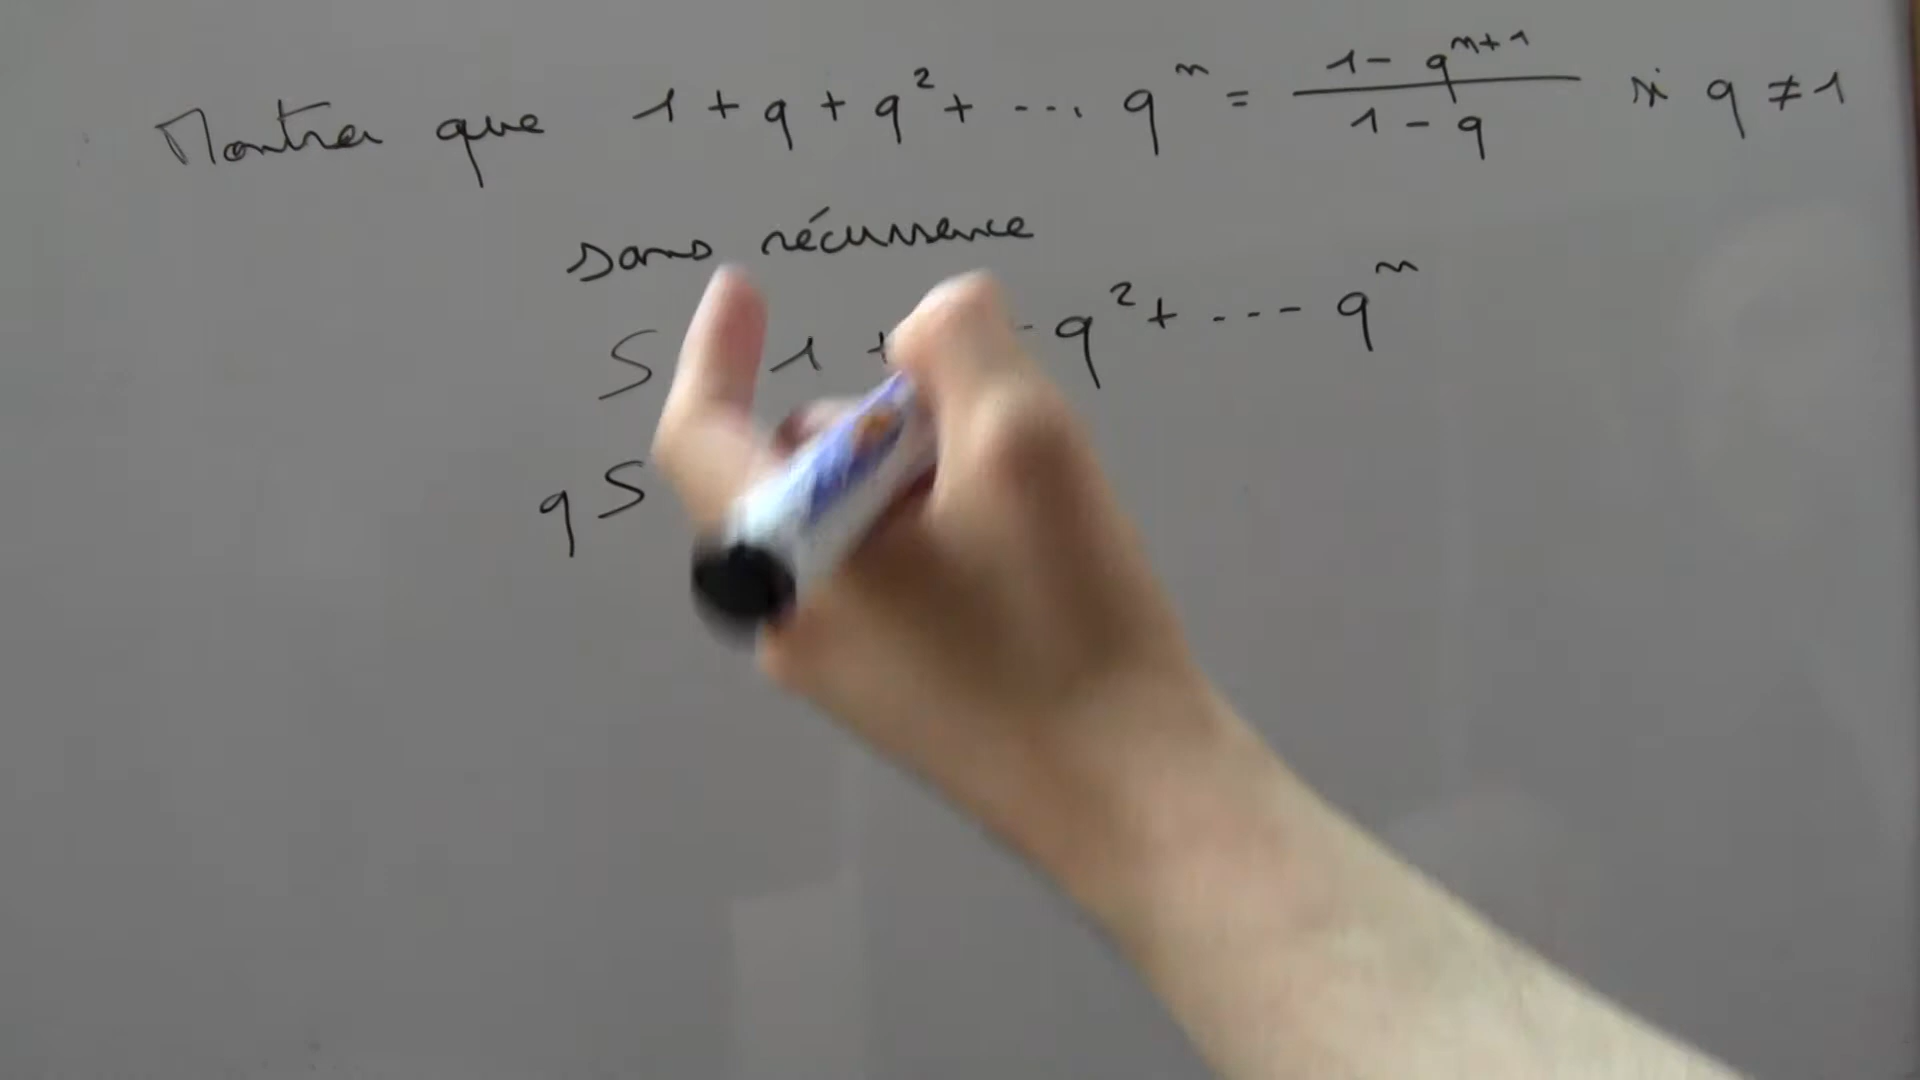 Montrer que 1 + q + q² + ... qⁿ = (1 - qⁿ⁺¹)/(1 - q) si q ≠ 1
sans récurrence
S 1 + q² + --- qⁿ
qS